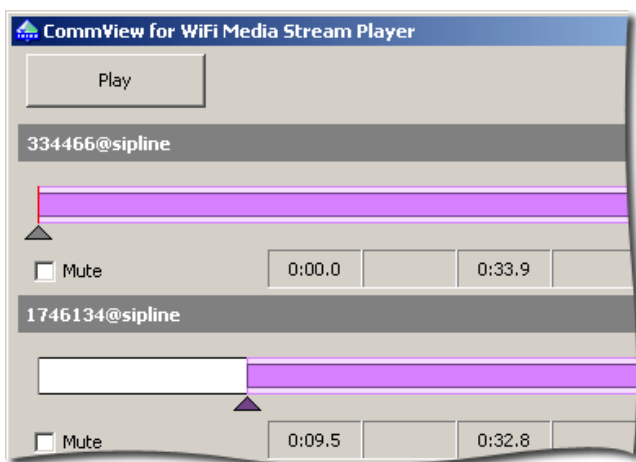 CommView for WiFi Media Stream Player
Play
334466@sipline
Mute 0:00.0 0:33.9
1746134@sipline
Mute 0:09.5 0:32.8